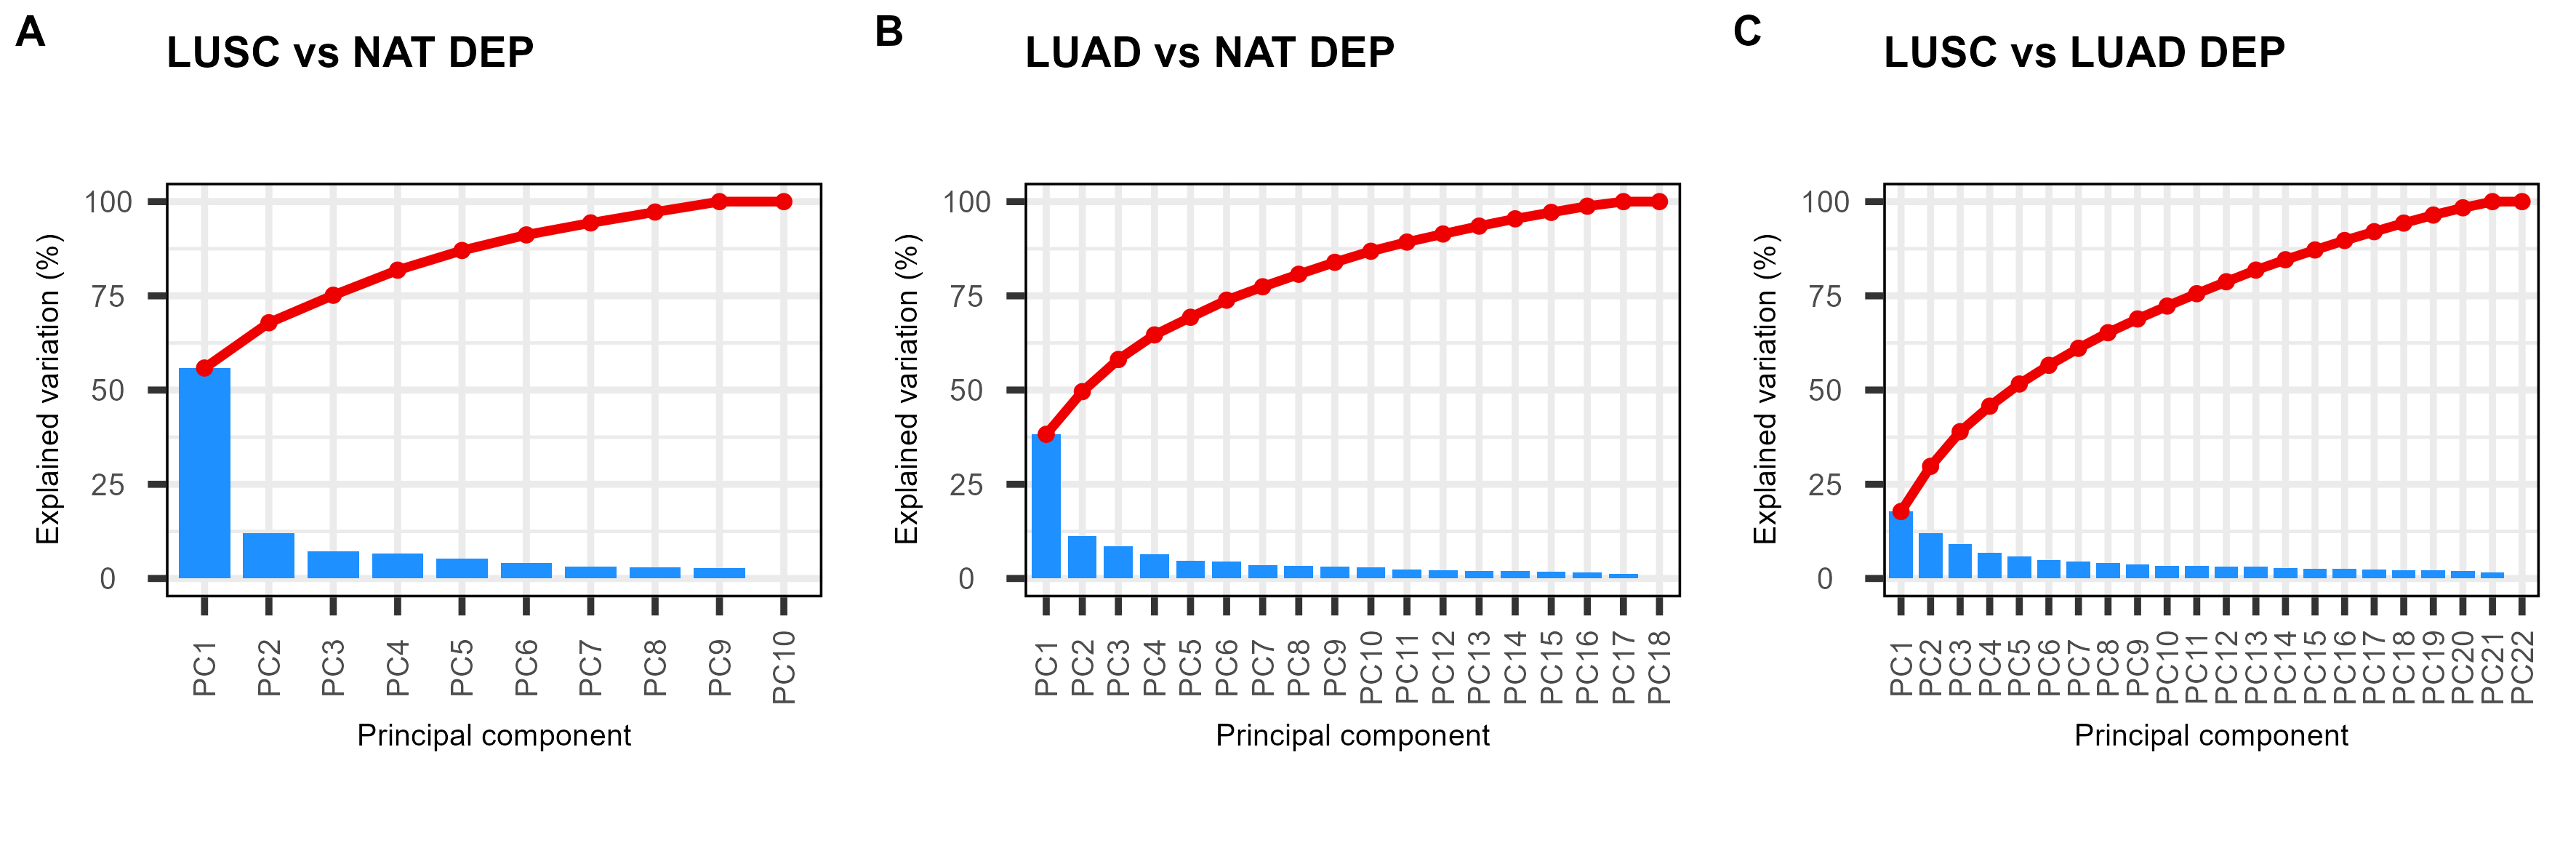 A
LUSC vs NAT DEP
Explained variation (%)
100
75
50
25
0
PC1
PC2
PC3
PC4
PC5
PC6
PC7
PC8
PC9
PC10
Principal component
B
LUAD vs NAT DEP
Explained variation (%)
100
75
50
25
0
PC1
PC2
PC3
PC4
PC5
PC6
PC7
PC8
PC9
PC10
PC11
PC12
PC13
PC14
PC15
PC16
PC17
PC18
Principal component
C
LUSC vs LUAD DEP
Explained variation (%)
100
75
50
25
0
PC1
PC2
PC3
PC4
PC5
PC6
PC7
PC8
PC9
PC10
PC11
PC12
PC13
PC14
PC15
PC16
PC17
PC18
PC19
PC20
PC21
PC22
Principal component